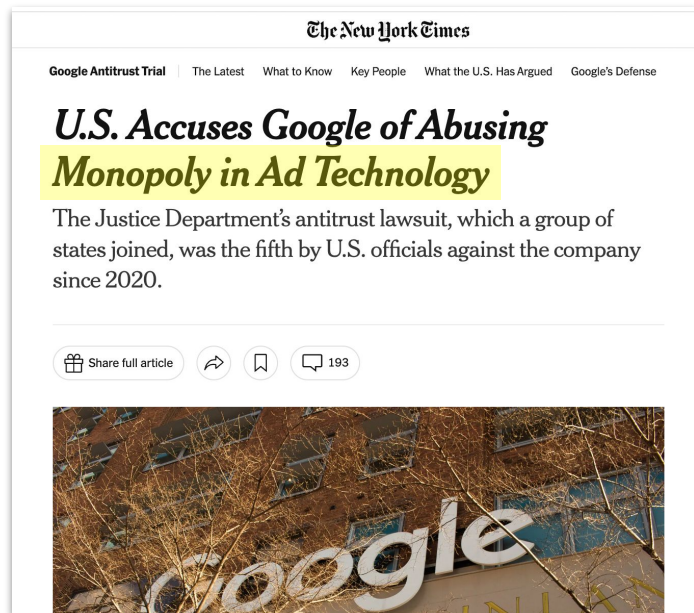 The New York Times
Google Antitrust Trial The Latest What to Know Key People What the U.S. Has Argued Google's Defense
U.S. Accuses Google of Abusing
Monopoly in Ad Technology
The Justice Department's antitrust lawsuit, which a group of
states joined, was the fifth by U.S. officials against the company
since 2020.
Share full article 193
Google